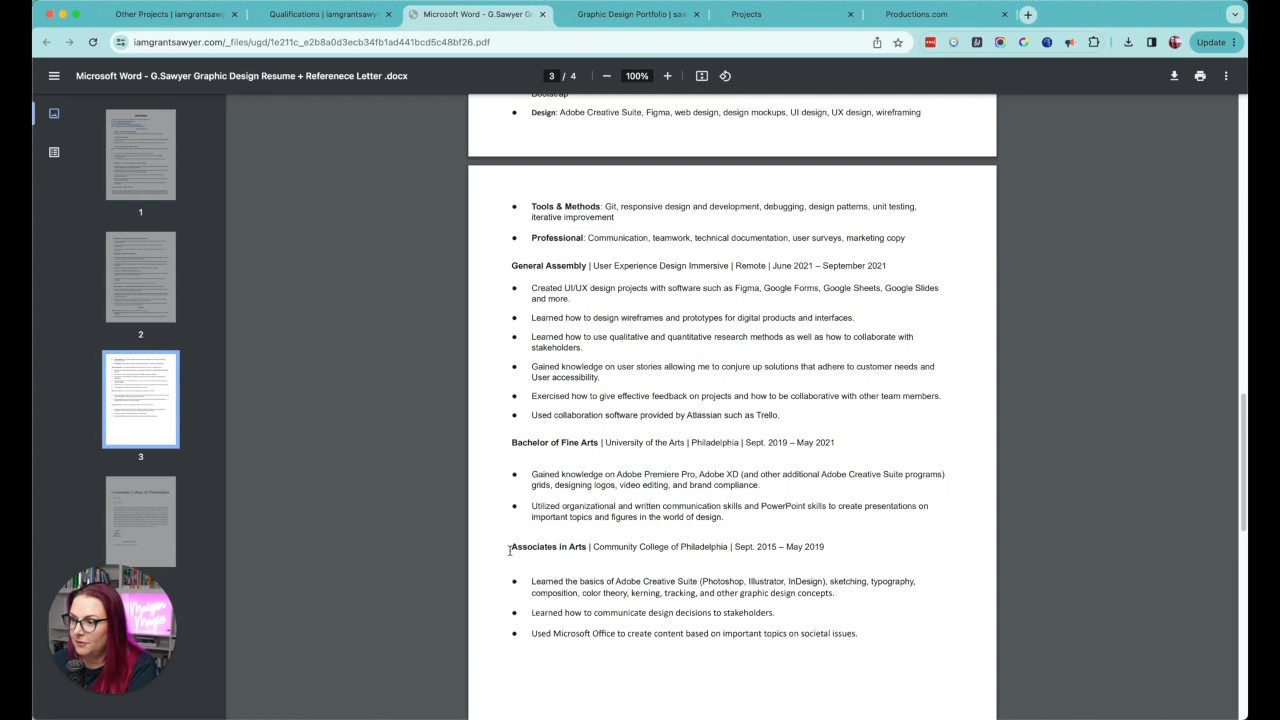 Other Projects | iamgrantsaw
Qualifications | iamgrantsawye
Microsoft Word - G.Sawyer G
Graphic Design Portfolio | saw
Projects
Productions.com
iamgrantsawyer.com/_files/ugd/1e211c_e2b8a0d3ecb34fb1ad441bcd5c48bf26.pdf
Update
Microsoft Word - G.Sawyer Graphic Design Resume + Referenece Letter .docx
3 / 4
100%
● Design: Adobe Creative Suite, Figma, web design, design mockups, UI design, UX design, wireframing
● Tools & Methods: Git, responsive design and development, debugging, design patterns, unit testing,
iterative improvement
● Professional: Communication, teamwork, technical documentation, user surveys, marketing copy
General Assembly | User Experience Design Immersive | Remote | June 2021 – September 2021
● Created UI/UX design projects with software such as Figma, Google Forms, Google Sheets, Google Slides
and more.
● Learned how to design wireframes and prototypes for digital products and interfaces.
● Learned how to use qualitative and quantitative research methods as well as how to collaborate with
stakeholders.
● Gained knowledge on user stories allowing me to conjure up solutions that adhere to customer needs and
User accessibility.
● Exercised how to give effective feedback on projects and how to be collaborative with other team members.
● Used collaboration software provided by Atlassian such as Trello.
Bachelor of Fine Arts | University of the Arts | Philadelphia | Sept. 2019 – May 2021
● Gained knowledge on Adobe Premiere Pro, Adobe XD (and other additional Adobe Creative Suite programs)
grids, designing logos, video editing, and brand compliance.
● Utilized organizational and written communication skills and PowerPoint skills to create presentations on
important topics and figures in the world of design.
Associates in Arts | Community College of Philadelphia | Sept. 2015 – May 2019
● Learned the basics of Adobe Creative Suite (Photoshop, Illustrator, InDesign), sketching, typography,
composition, color theory, kerning, tracking, and other graphic design concepts.
● Learned how to communicate design decisions to stakeholders.
● Used Microsoft Office to create content based on important topics on societal issues.
1
2
3
Community College of Philadelphia